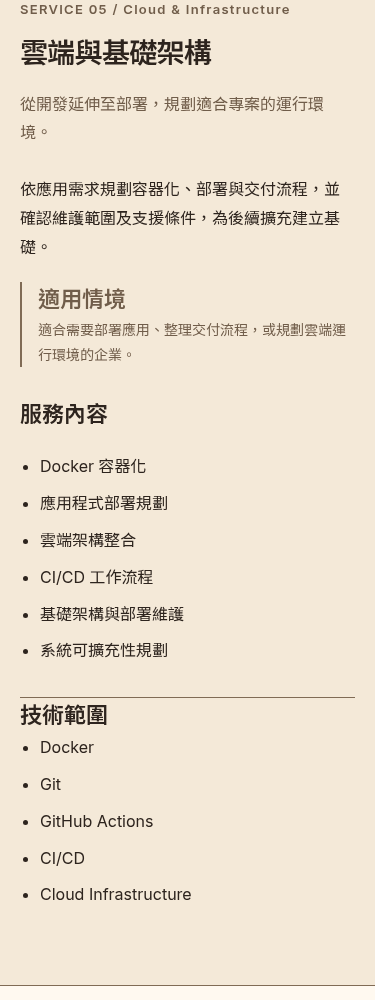 SERVICE 05 / Cloud & Infrastructure
雲端與基礎架構
從開發延伸至部署，規劃適合專案的運行環
境。
依應用需求規劃容器化、部署與交付流程，並
確認維護範圍及支援條件，為後續擴充建立基
礎。
適用情境
適合需要部署應用、整理交付流程，或規劃雲端運
行環境的企業。
服務內容
• Docker 容器化
• 應用程式部署規劃
• 雲端架構整合
• CI/CD 工作流程
• 基礎架構與部署維護
• 系統可擴充性規劃
技術範圍
• Docker
• Git
• GitHub Actions
• CI/CD
• Cloud Infrastructure